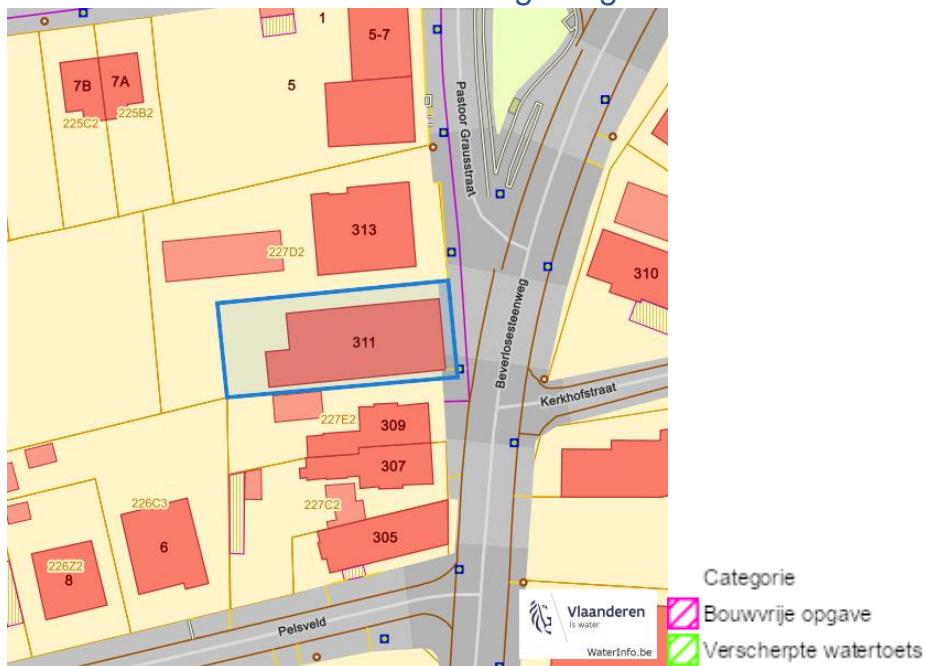 1
5-7
5
7B
7A
225C2
225B2
Pastoor Grausstraat
313
227D2
310
311
Beverlosesteenweg
Kerkhofstraat
227E2
309
307
226C3
227C2
6
305
226Z2
8
Pelsveld
Vlaanderen
is water
WaterInfo.be
Categorie
Bouwvrije opgave
Verscherpte watertoets